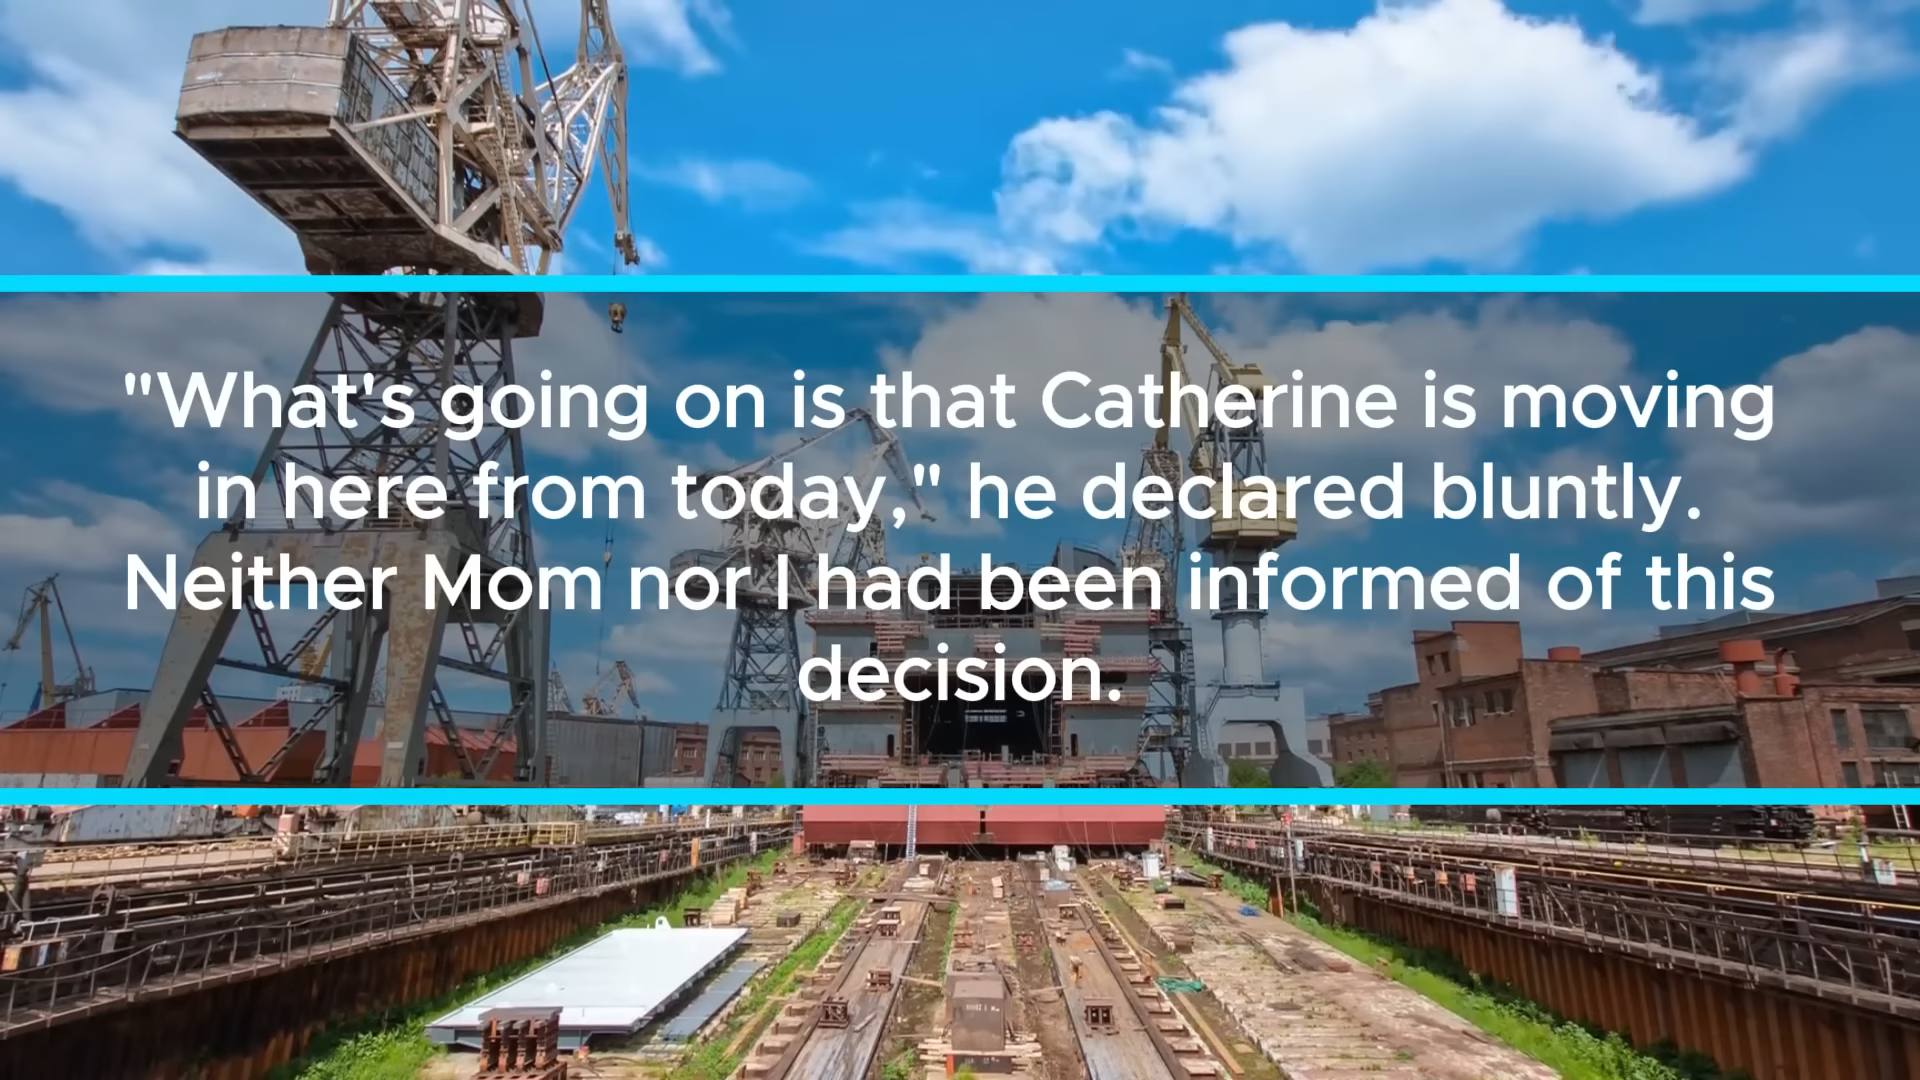 "What's going on is that Catherine is moving
in here from today," he declared bluntly.
Neither Mom nor I had been informed of this
decision.